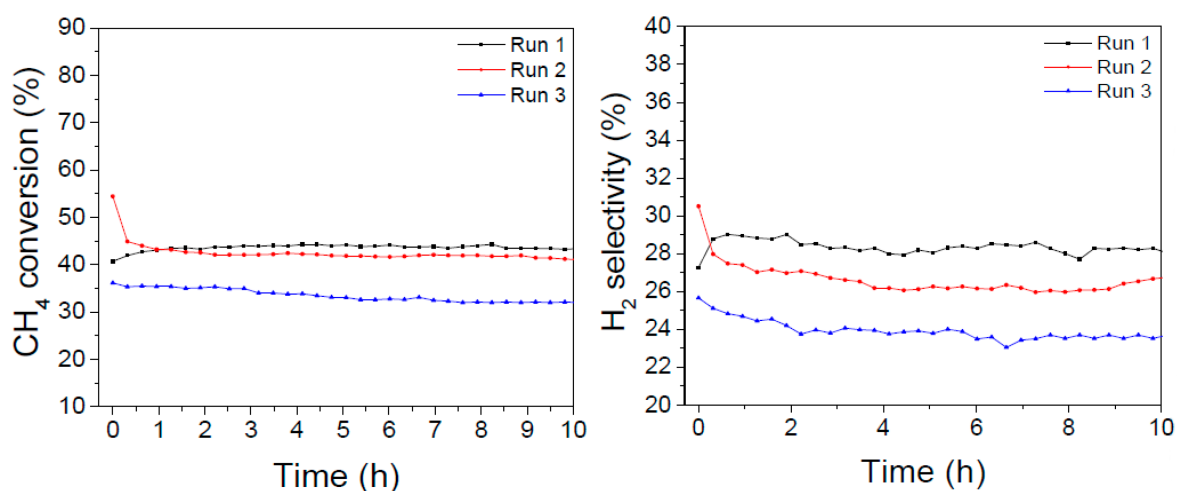 CH4 conversion (%)
90
80
70
60
50
40
30
20
10
0 1 2 3 4 5 6 7 8 9 10
Time (h)
Run 1
Run 2
Run 3
H2 selectivity (%)
40
38
36
34
32
30
28
26
24
22
20
0 2 4 6 8 10
Time (h)
Run 1
Run 2
Run 3